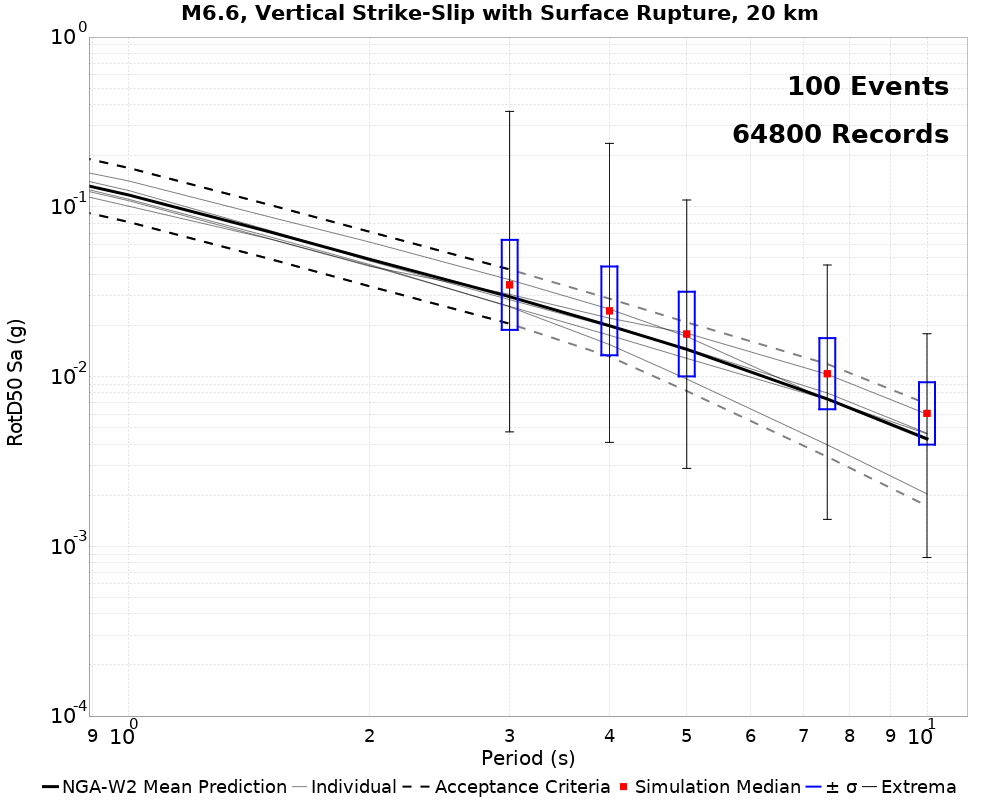 M6.6, Vertical Strike-Slip with Surface Rupture, 20 km
100 Events
64800 Records
RotD50 Sa (g)
10^0
10^-1
10^-2
10^-3
10^-4
9 10^0 2 3 4 5 6 7 8 9 10^1
Period (s)
NGA-W2 Mean Prediction Individual Acceptance Criteria Simulation Median ± σ Extrema